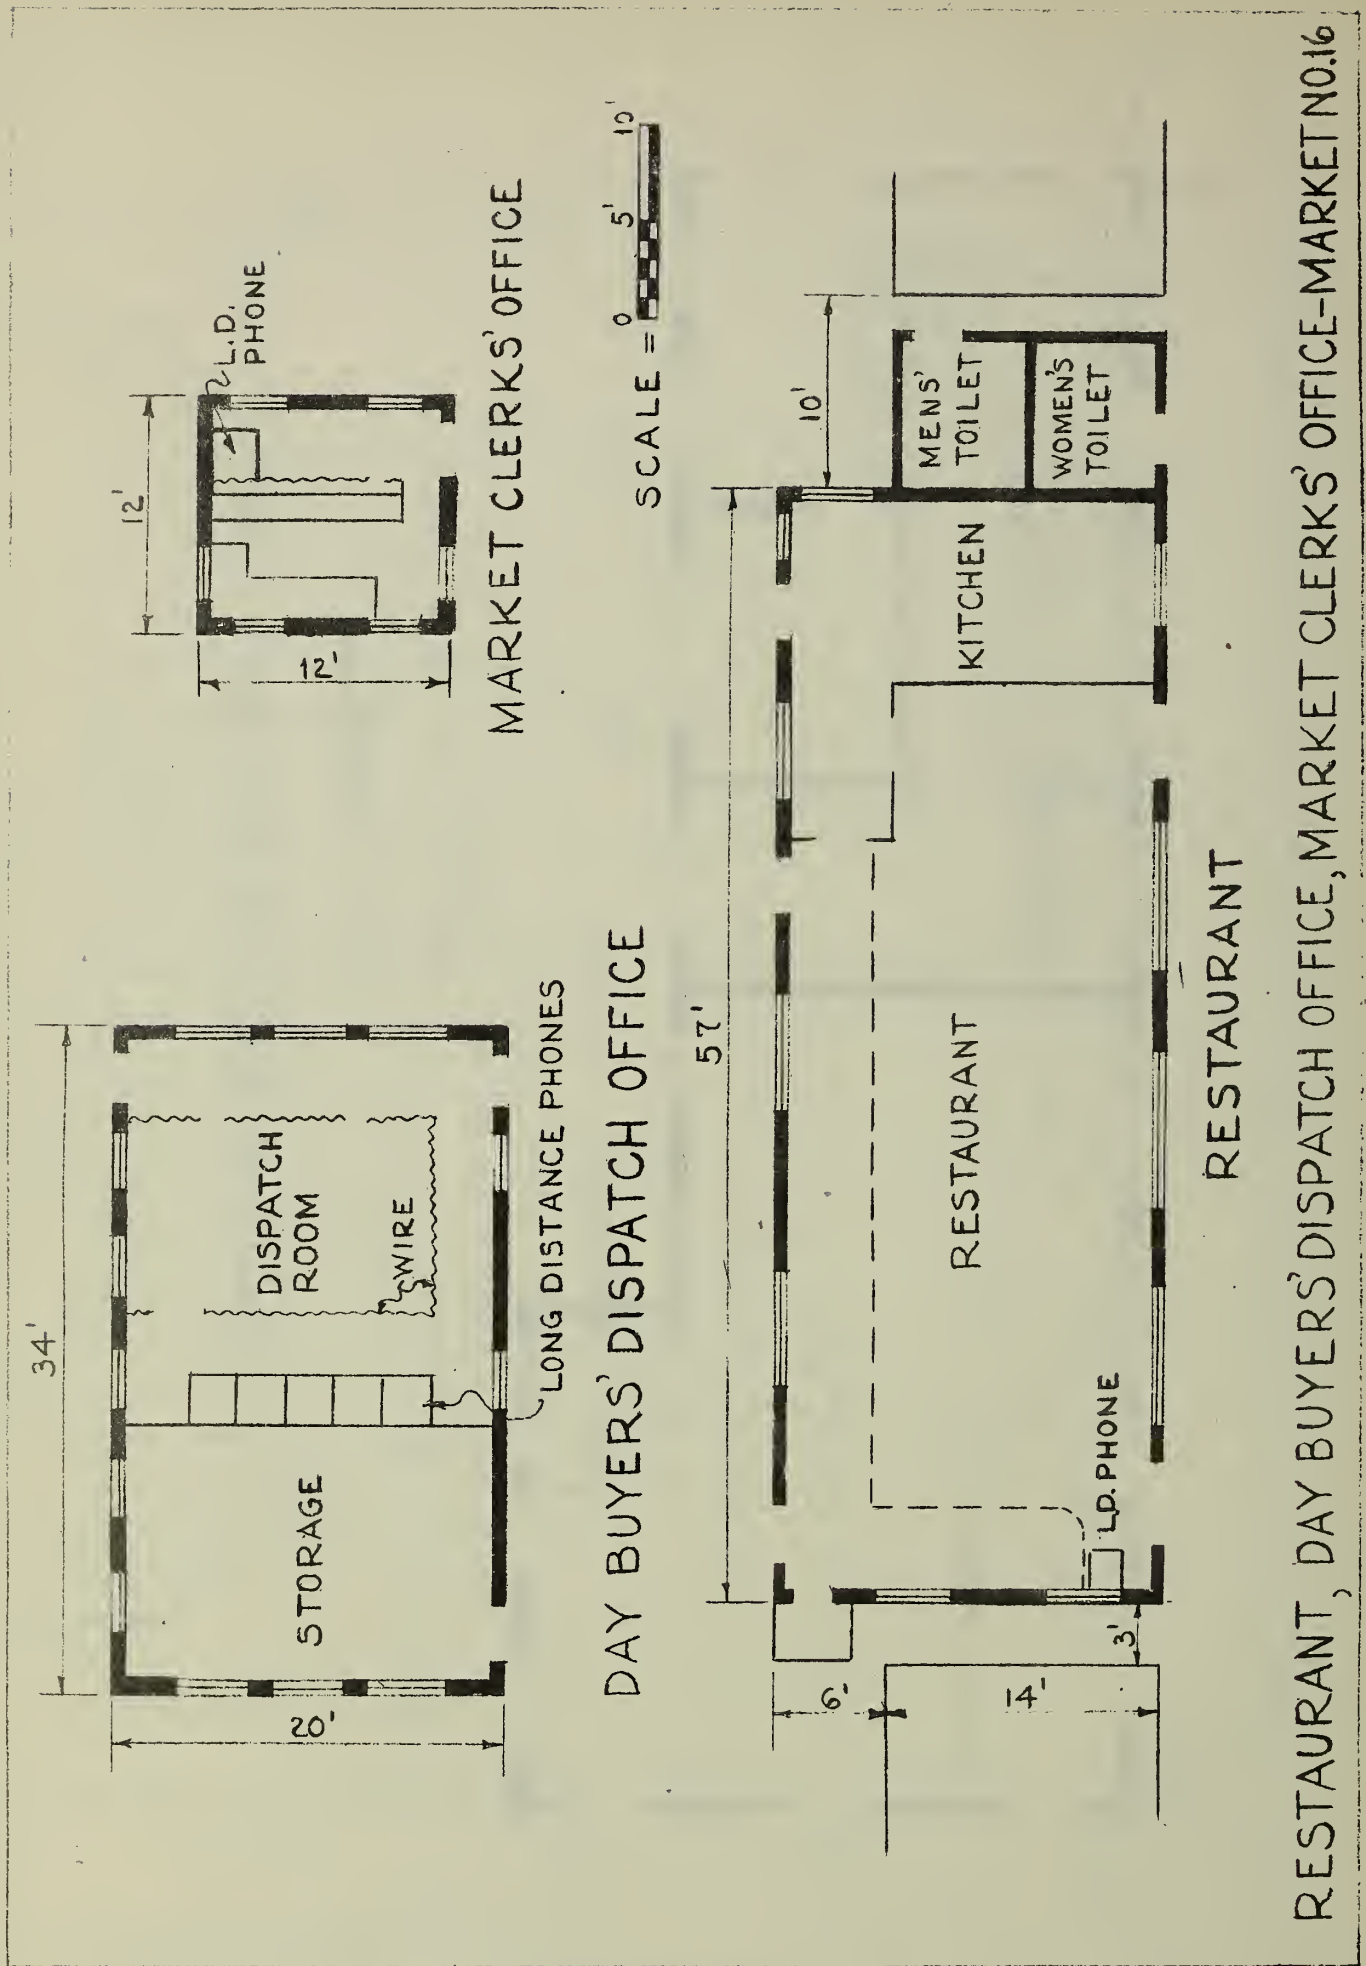 34'
20'
STORAGE
DISPATCH
ROOM
WIRE
LONG DISTANCE PHONES
DAY BUYERS' DISPATCH OFFICE
12'
12'
L.D.
PHONE
MARKET CLERKS' OFFICE
SCALE =
0 5' 10'
57'
10'
RESTAURANT
KITCHEN
MENS'
TOILET
WOMEN'S
TOILET
L.D. PHONE
3'
6'
14'
RESTAURANT
RESTAURANT, DAY BUYERS' DISPATCH OFFICE, MARKET CLERKS' OFFICE-MARKET NO.16